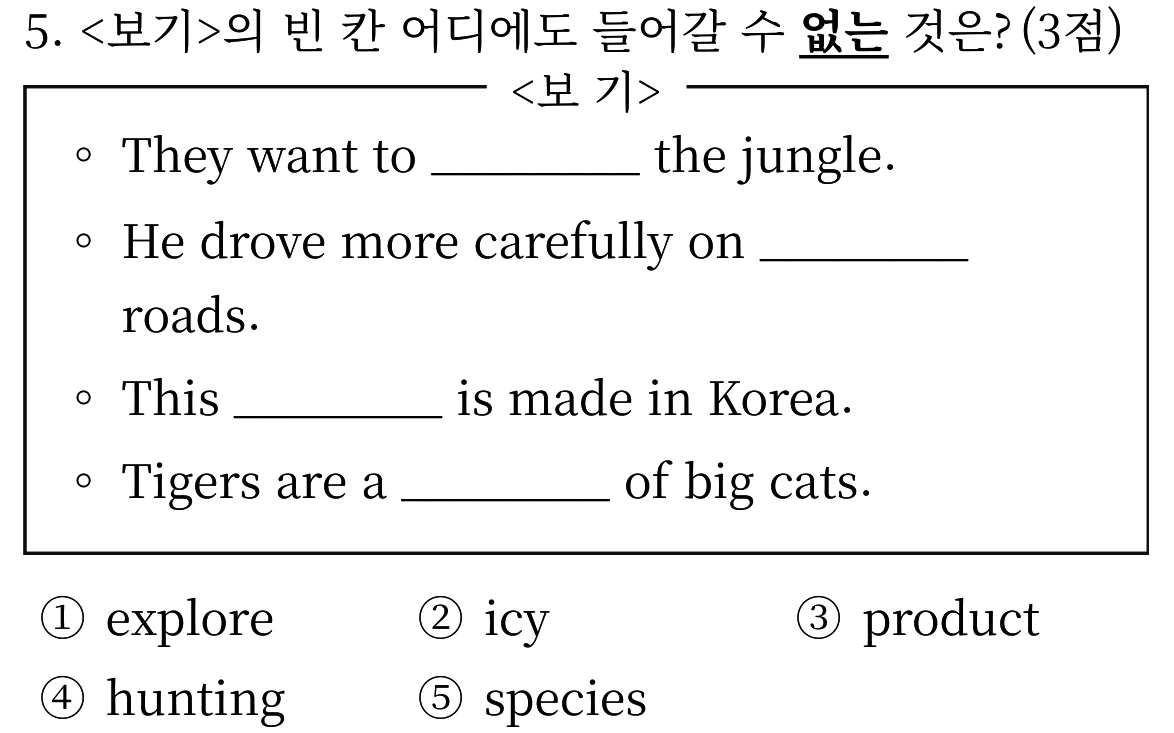 5. <보기>의 빈 칸 어디에도 들어갈 수 없는 것은? (3점)
<보 기>
◦ They want to ________ the jungle.
◦ He drove more carefully on ________
roads.
◦ This ________ is made in Korea.
◦ Tigers are a ________ of big cats.
① explore ② icy ③ product
④ hunting ⑤ species